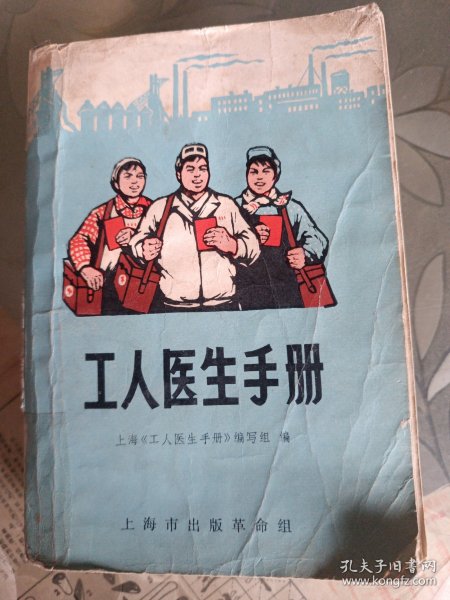 工人医生手册
上海《工人医生手册》编写组 编
上海市出版革命组
孔夫子旧书网
www.kongfz.com